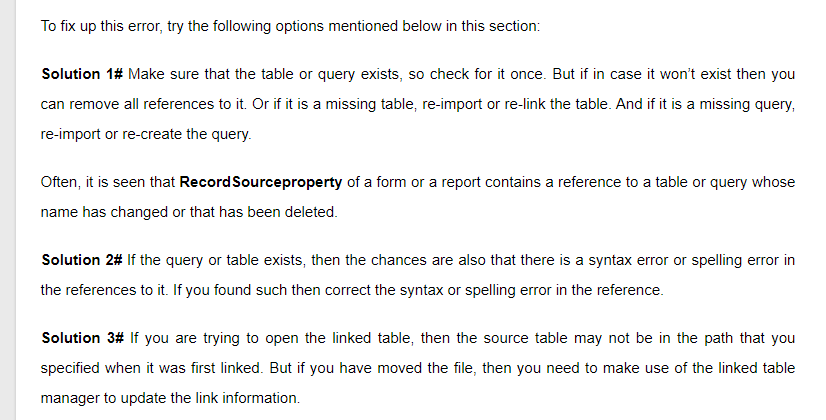 To fix up this error, try the following options mentioned below in this section:
Solution 1# Make sure that the table or query exists, so check for it once. But if in case it won't exist then you
can remove all references to it. Or if it is a missing table, re-import or re-link the table. And if it is a missing query,
re-import or re-create the query.
Often, it is seen that RecordSourceproperty of a form or a report contains a reference to a table or query whose
name has changed or that has been deleted.
Solution 2# If the query or table exists, then the chances are also that there is a syntax error or spelling error in
the references to it. If you found such then correct the syntax or spelling error in the reference.
Solution 3# If you are trying to open the linked table, then the source table may not be in the path that you
specified when it was first linked. But if you have moved the file, then you need to make use of the linked table
manager to update the link information.